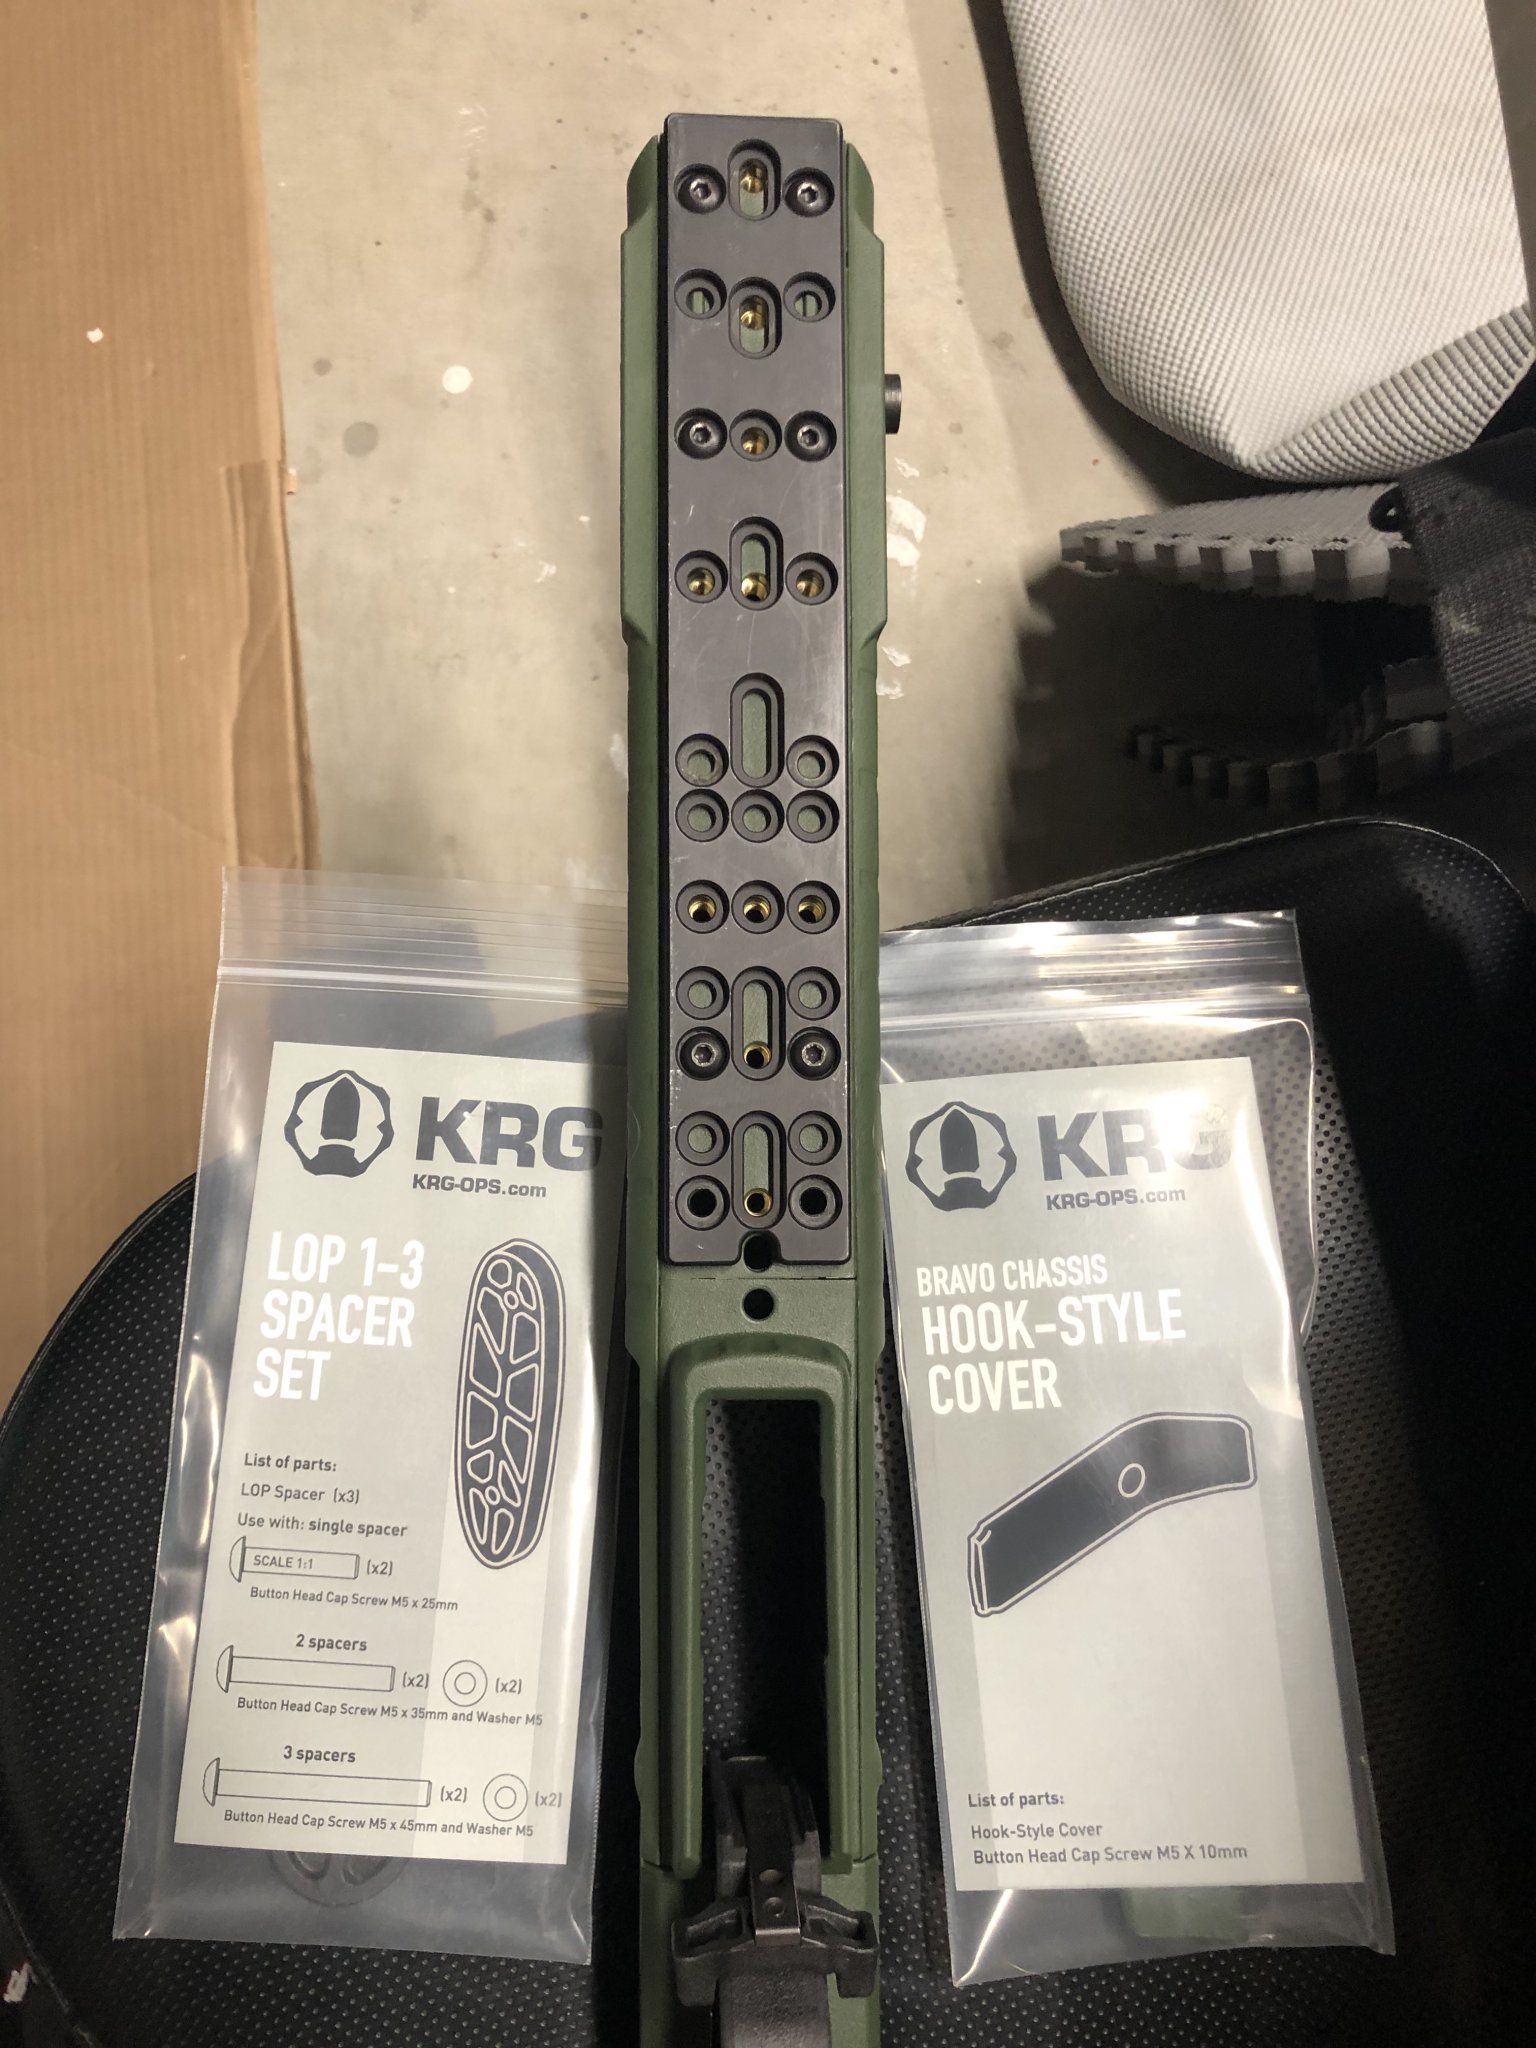 KRG
KRG-OPS.com
LOP 1-3
SPACER
SET
List of parts:
LOP Spacer (x3)
Use with: single spacer
SCALE 1:1 (x2)
Button Head Cap Screw M5 x 25mm
2 spacers
(x2) (x2)
Button Head Cap Screw M5 x 35mm and Washer M5
3 spacers
(x2) (x2)
Button Head Cap Screw M5 x 45mm and Washer M5
KRG
KRG-OPS.com
BRAVO CHASSIS
HOOK-STYLE
COVER
List of parts:
Hook-Style Cover
Button Head Cap Screw M5 X 10mm